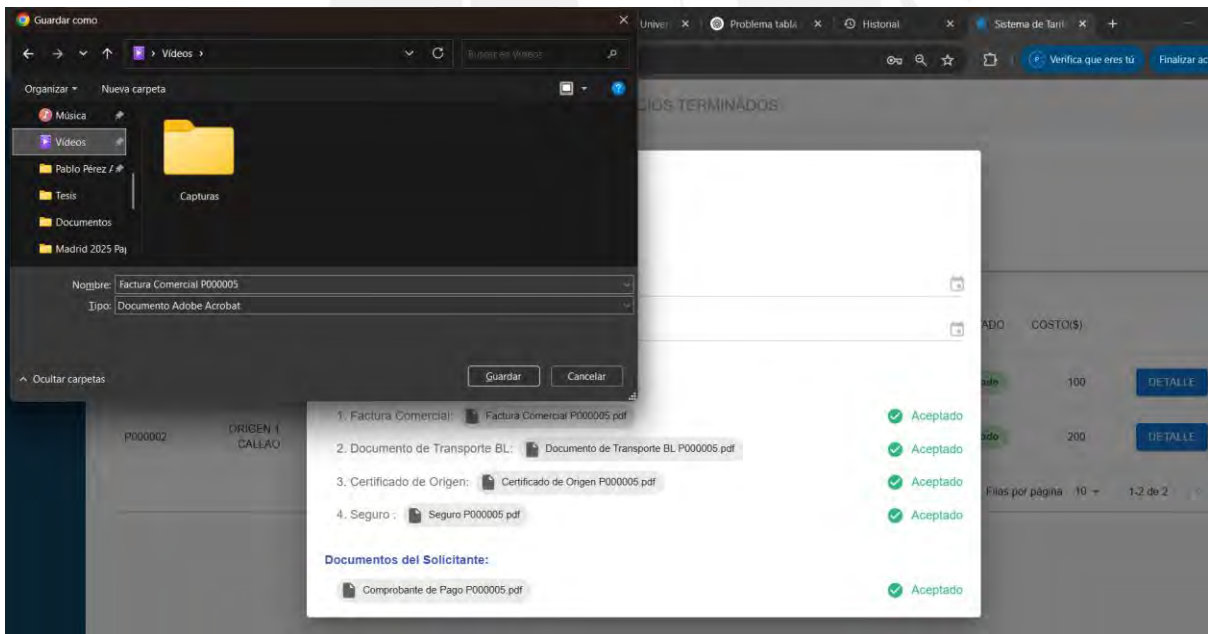 Guardar como
Univer
Problema tabla
Historial
Sistema de Tarif
Vídeos
Buscar en Vídeos
Verifica que eres tú
Finalizar ac
Organizar
Nueva carpeta
CIOS TERMINADOS
Música
Vídeos
Pablo Pérez /
Tesis
Documentos
Madrid 2025 Paj
Capturas
Nombre: Factura Comercial P000005
Tipo: Documento Adobe Acrobat
Ocultar carpetas
Guardar
Cancelar
ADO COSTO($)
ado 100 DETALLE
P000002 ORIGEN 1 CALLAO
ado 200 DETALLE
Filas por página 10 1-2 de 2
1. Factura Comercial: Factura Comercial P000005.pdf Aceptado
2. Documento de Transporte BL: Documento de Transporte BL P000005.pdf Aceptado
3. Certificado de Origen: Certificado de Origen P000005.pdf Aceptado
4. Seguro : Seguro P000005.pdf Aceptado
Documentos del Solicitante:
Comprobante de Pago P000005.pdf Aceptado